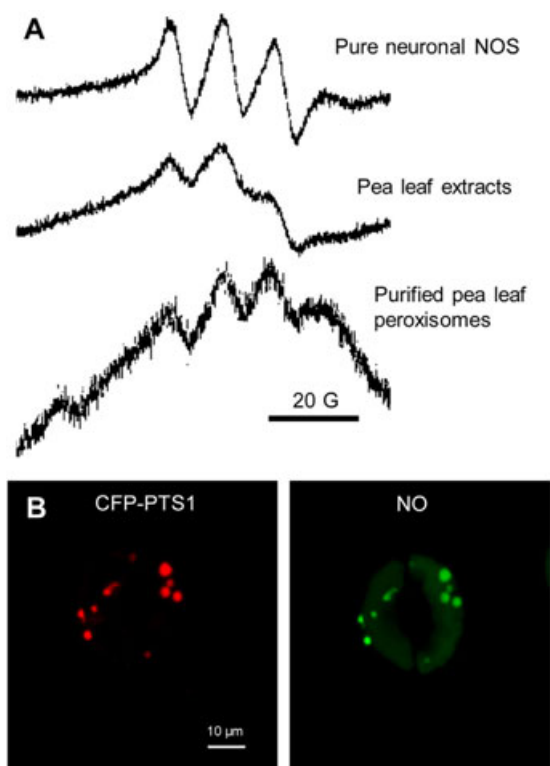 A
Pure neuronal NOS
Pea leaf extracts
Purified pea leaf
peroxisomes
20 G
B
CFP-PTS1
NO
10 µm